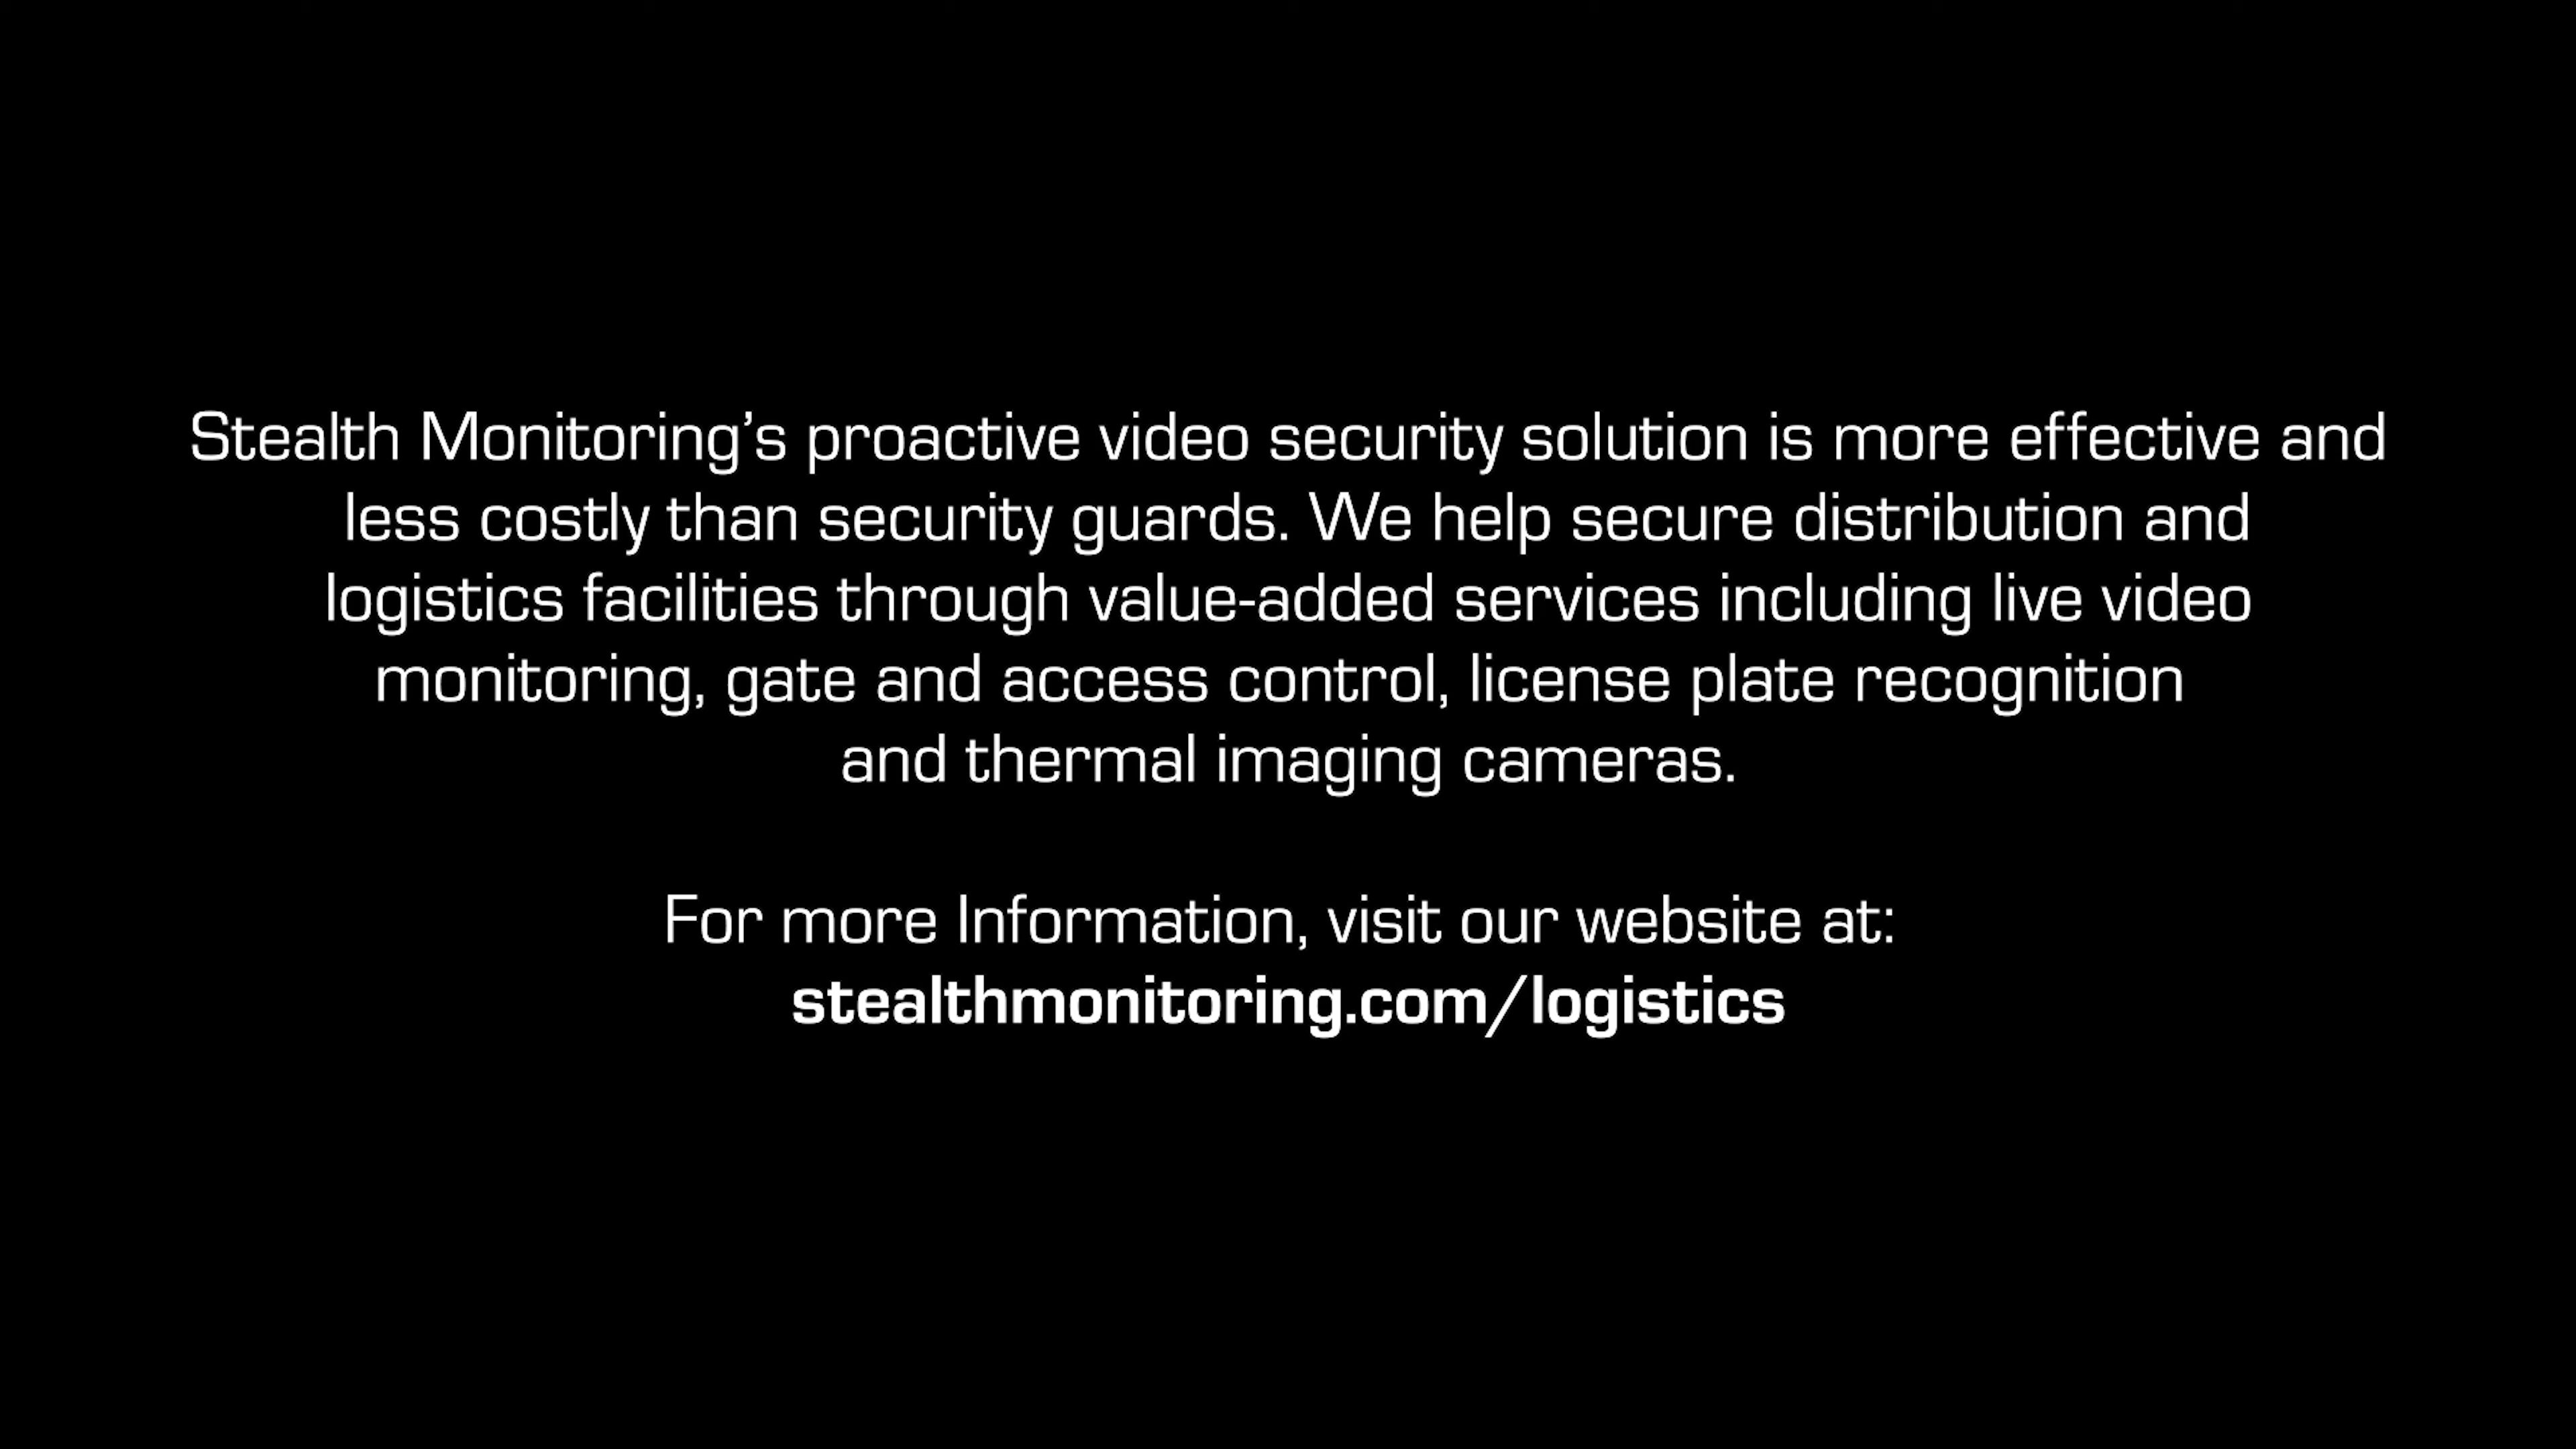 Stealth Monitoring’s proactive video security solution is more effective and
less costly than security guards. We help secure distribution and
logistics facilities through value-added services including live video
monitoring, gate and access control, license plate recognition
and thermal imaging cameras.
For more Information, visit our website at:
stealthmonitoring.com/logistics